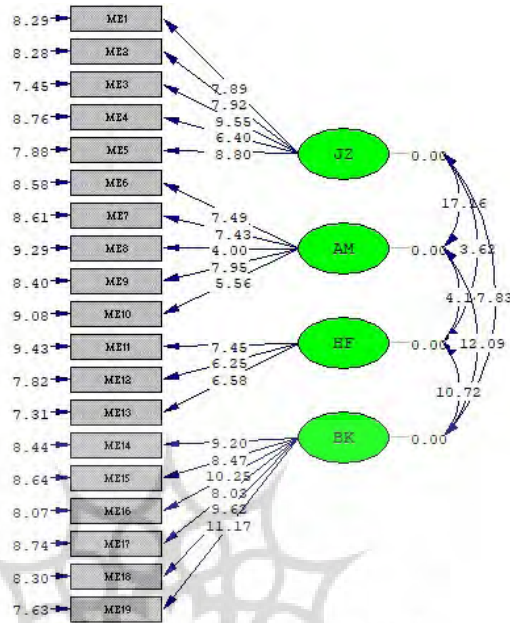 8.29 ME1
8.28 ME2
7.45 ME3
8.76 ME4
7.88 ME5
8.58 ME6
8.61 ME7
9.29 ME8
8.40 ME9
9.08 ME10
9.43 ME11
7.82 ME12
7.31 ME13
8.44 ME14
8.64 ME15
8.07 ME16
8.74 ME17
8.30 ME18
7.63 ME19
7.89
7.92
9.55
6.40
8.80
7.49
7.43
4.00
7.95
5.56
7.45
6.25
6.58
9.20
8.47
10.25
8.03
9.62
11.17
JZ 0.00
AM 0.00
HF 0.00
BK 0.00
3.62
12.09
10.72